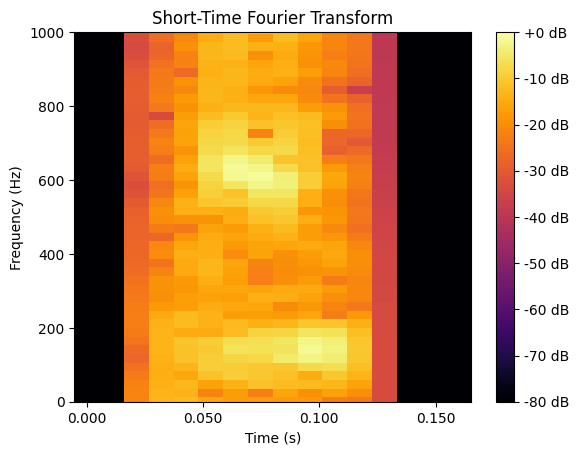 Short-Time Fourier Transform
Frequency (Hz)
1000
800
600
400
200
0
0.000
0.050
0.100
0.150
Time (s)
+0 dB
-10 dB
-20 dB
-30 dB
-40 dB
-50 dB
-60 dB
-70 dB
-80 dB